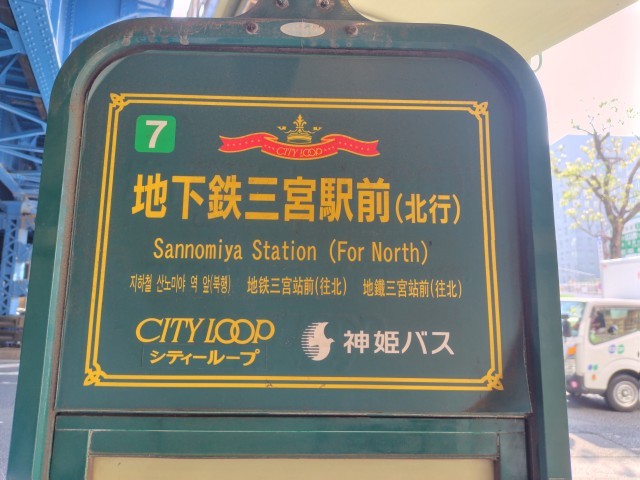 7
CITY LOOP
地下鉄三宮駅前(北行)
Sannomiya Station (For North)
지하철 산노미야 역 앞(북행) 地铁三宫站前(往北) 地鐵三宮站前(往北)
CITY LOOP
シティーループ
神姫バス